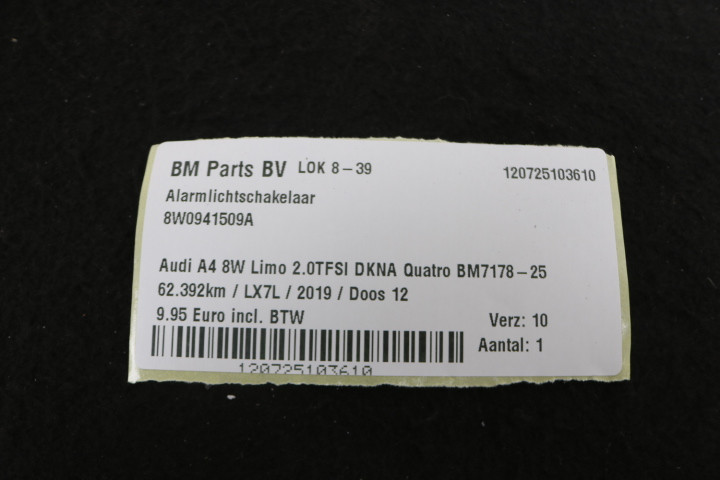 BM Parts BV LOK 8-39 120725103610
Alarmlichtschakelaar
8W0941509A
Audi A4 8W Limo 2.0TFSI DKNA Quatro BM7178-25
62.392km / LX7L / 2019 / Doos 12
9.95 Euro incl. BTW Verz: 10
Aantal: 1
120725103610